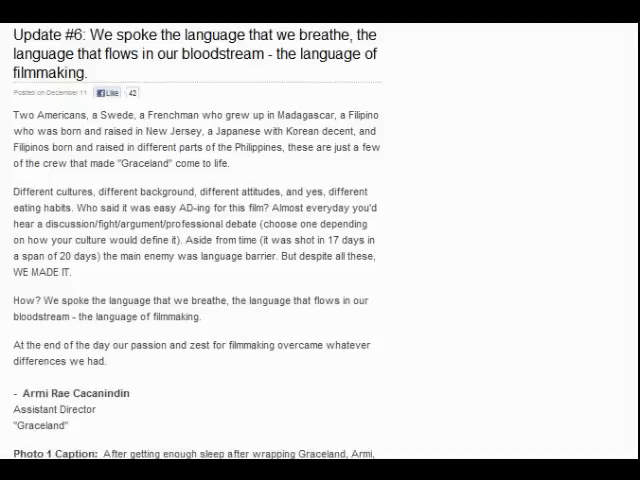 Update #6: We spoke the language that we breathe, the
language that flows in our bloodstream - the language of
filmmaking.
Posted on December 11 Like 42
Two Americans, a Swede, a Frenchman who grew up in Madagascar, a Filipino
who was born and raised in New Jersey, a Japanese with Korean decent, and
Filipinos born and raised in different parts of the Philippines, these are just a few
of the crew that made "Graceland" come to life.
Different cultures, different background, different attitudes, and yes, different
eating habits. Who said it was easy AD-ing for this film? Almost everyday you'd
hear a discussion/fight/argument/professional debate (choose one depending
on how your culture would define it). Aside from time (it was shot in 17 days in
a span of 20 days) the main enemy was language barrier. But despite all these,
WE MADE IT.
How? We spoke the language that we breathe, the language that flows in our
bloodstream - the language of filmmaking.
At the end of the day our passion and zest for filmmaking overcame whatever
differences we had.
- Armi Rae Cacanindin
Assistant Director
"Graceland"
Photo 1 Caption: After getting enough sleep after wrapping Graceland, Armi,